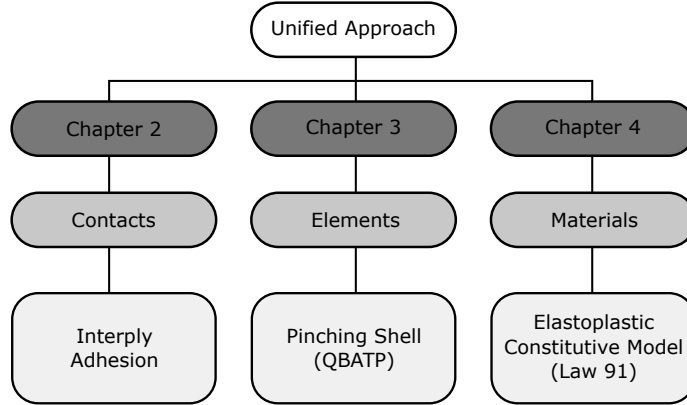 Unified Approach
Chapter 2
Chapter 3
Chapter 4
Contacts
Elements
Materials
Interply
Adhesion
Pinching Shell
(QBATP)
Elastoplastic
Constitutive Model
(Law 91)